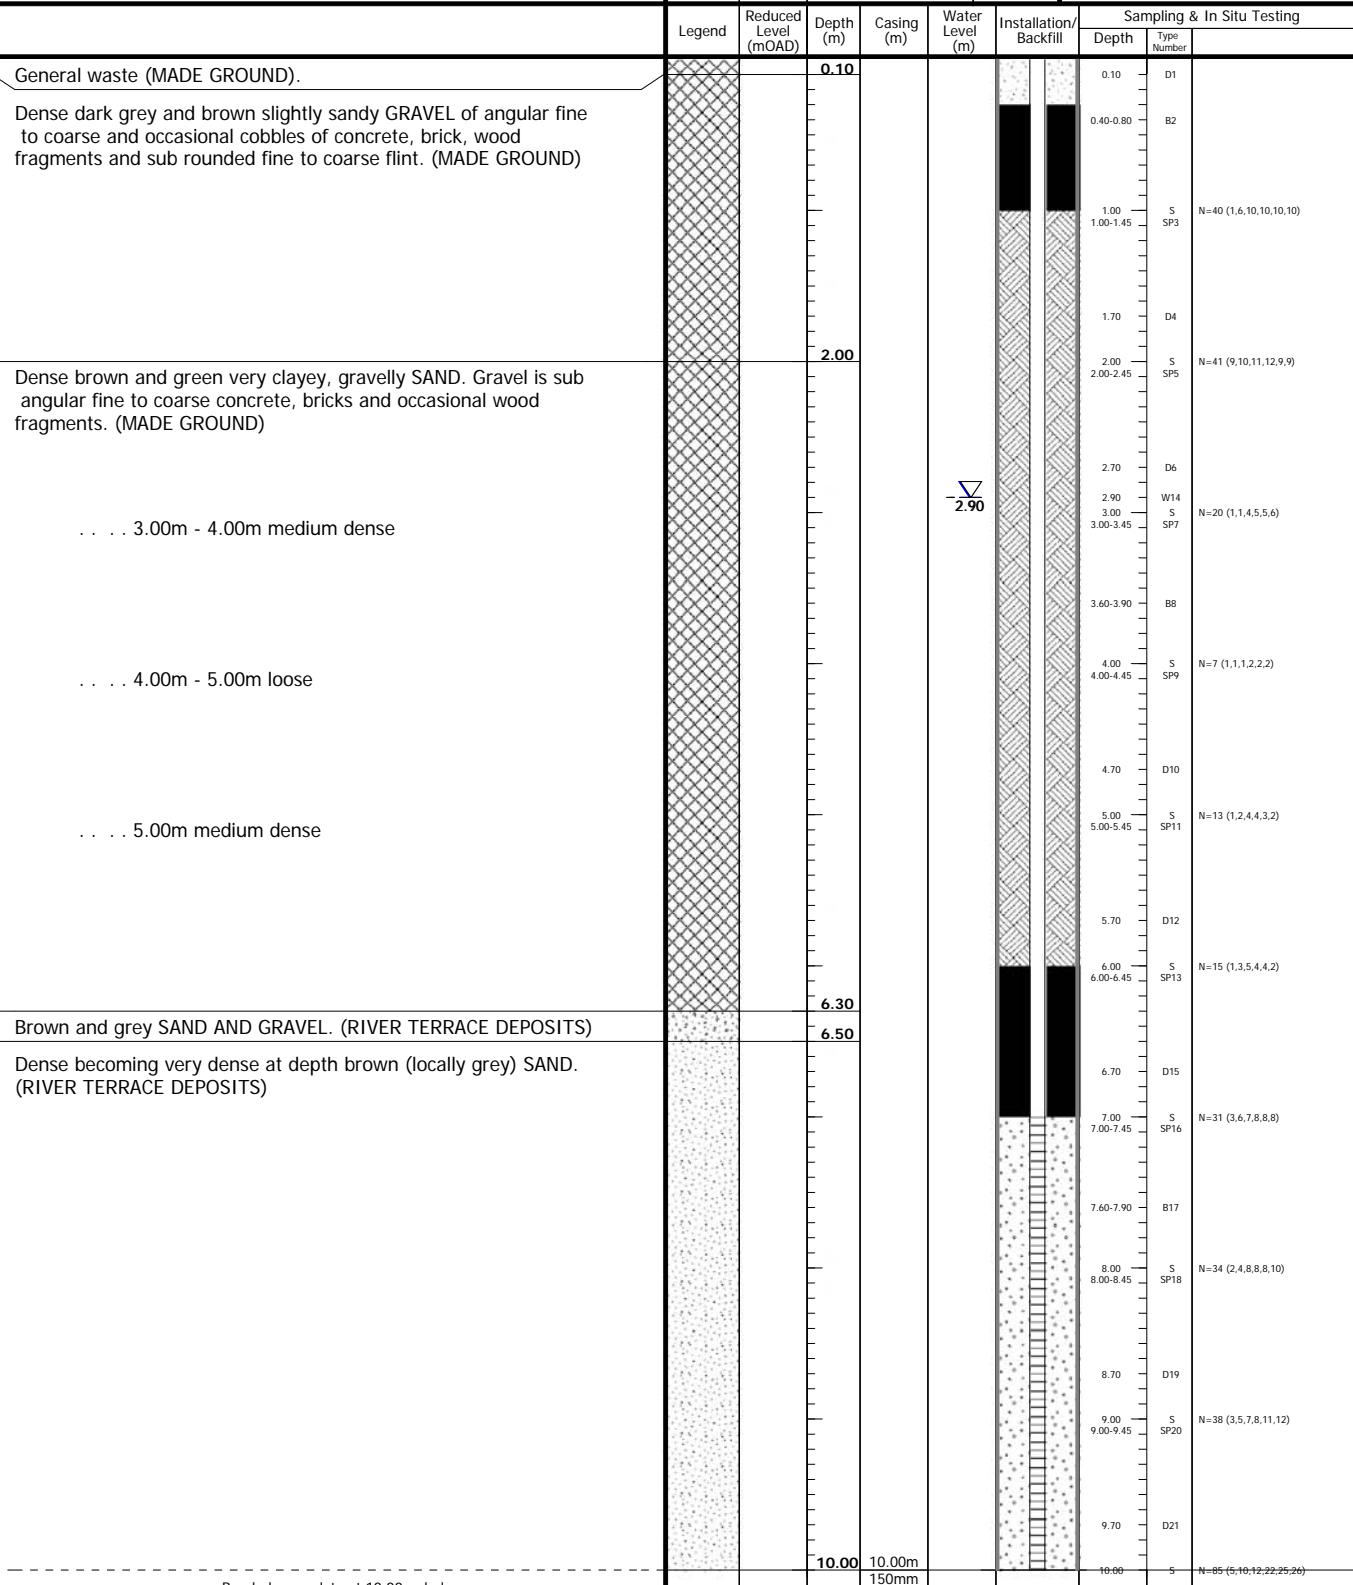 Legend
Reduced Level (mOAD)
Depth (m)
Casing (m)
Water Level (m)
Installation/ Backfill
Sampling & In Situ Testing
Depth
Type Number
General waste (MADE GROUND).
0.10
0.10 D1
Dense dark grey and brown slightly sandy GRAVEL of angular fine
to coarse and occasional cobbles of concrete, brick, wood
fragments and sub rounded fine to coarse flint. (MADE GROUND)
0.40-0.80 B2
1.00 S N=40 (1,6,10,10,10,10)
1.00-1.45 SP3
1.70 D4
2.00
2.00 S N=41 (9,10,11,12,9,9)
2.00-2.45 SP5
Dense brown and green very clayey, gravelly SAND. Gravel is sub
angular fine to coarse concrete, bricks and occasional wood
fragments. (MADE GROUND)
2.70 D6
2.90
2.90 W14
3.00 S N=20 (1,1,4,5,5,6)
3.00-3.45 SP7
. . . . 3.00m - 4.00m medium dense
3.60-3.90 B8
4.00 S N=7 (1,1,1,2,2,2)
4.00-4.45 SP9
. . . . 4.00m - 5.00m loose
4.70 D10
5.00 S N=13 (1,2,4,4,3,2)
5.00-5.45 SP11
. . . . 5.00m medium dense
5.70 D12
6.00 S N=15 (1,3,5,4,4,2)
6.00-6.45 SP13
6.30
Brown and grey SAND AND GRAVEL. (RIVER TERRACE DEPOSITS)
6.50
Dense becoming very dense at depth brown (locally grey) SAND.
(RIVER TERRACE DEPOSITS)
6.70 D15
7.00 S N=31 (3,6,7,8,8,8)
7.00-7.45 SP16
7.60-7.90 B17
8.00 S N=34 (2,4,8,8,8,10)
8.00-8.45 SP18
8.70 D19
9.00 S N=38 (3,5,7,8,11,12)
9.00-9.45 SP20
9.70 D21
10.00 10.00m
150mm
10.00 S N=85 (5,10,12,22,25,26)